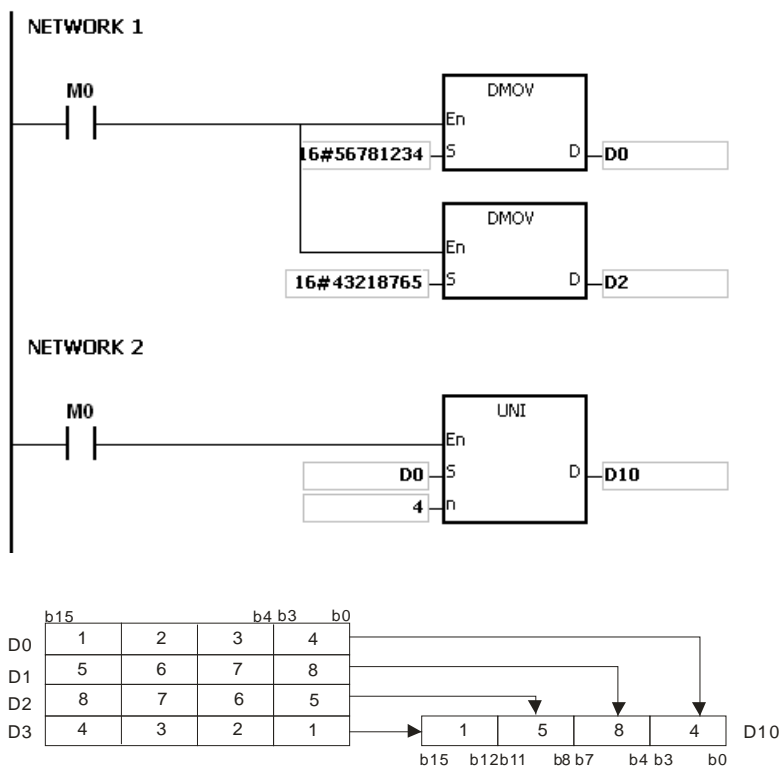 NETWORK 1
M0
DMOV
En
16#56781234 S D D0
DMOV
En
16#43218765 S D D2
NETWORK 2
M0
UNI
En
D0 S D D10
4 n
b15 b4 b3 b0
D0 1 2 3 4
D1 5 6 7 8
D2 8 7 6 5
D3 4 3 2 1 1 5 8 4 D10
b15 b12 b11 b8 b7 b4 b3 b0